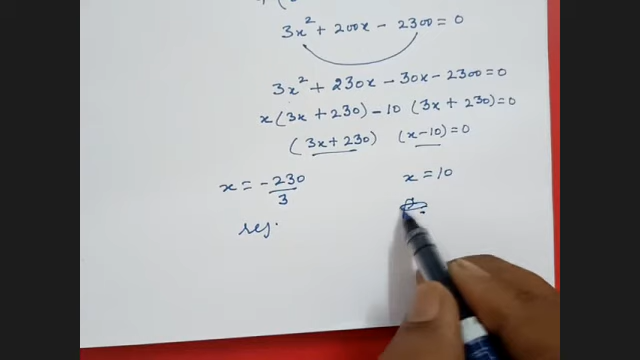 3x² + 200x - 2300 = 0
3x² + 230x - 30x - 2300 = 0
x(3x + 230) - 10 (3x + 230) = 0
(3x + 230) (x - 10) = 0
x = -230/3 x = 10
rej.